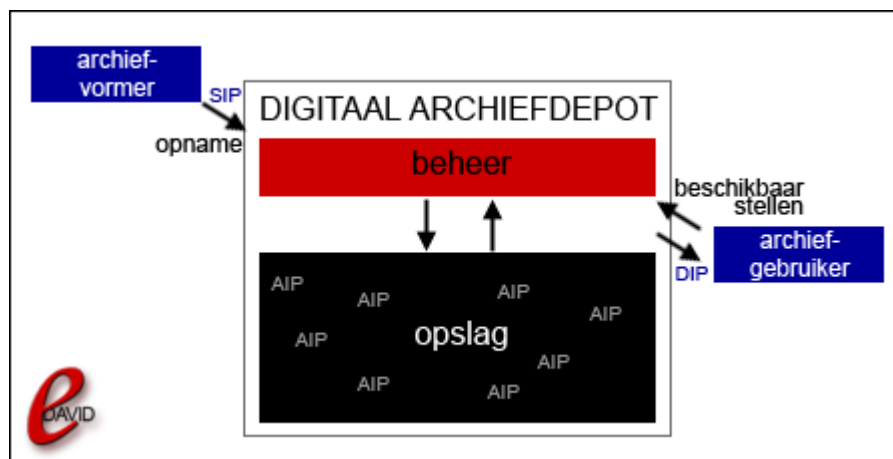 archief-
vormer
SIP
opname
DIGITAAL ARCHIEFDEPOT
beheer
beschikbaar
stellen
archief-
gebruiker
DIP
AIP
AIP
AIP
AIP
AIP
opslag
AIP
AIP
AIP
e
DAVID